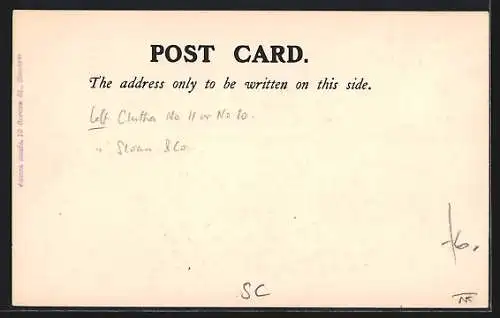 POST CARD.
The address only to be written on this side.
Left Clutha No 11 or No 10.
" Sloan & Co
SC